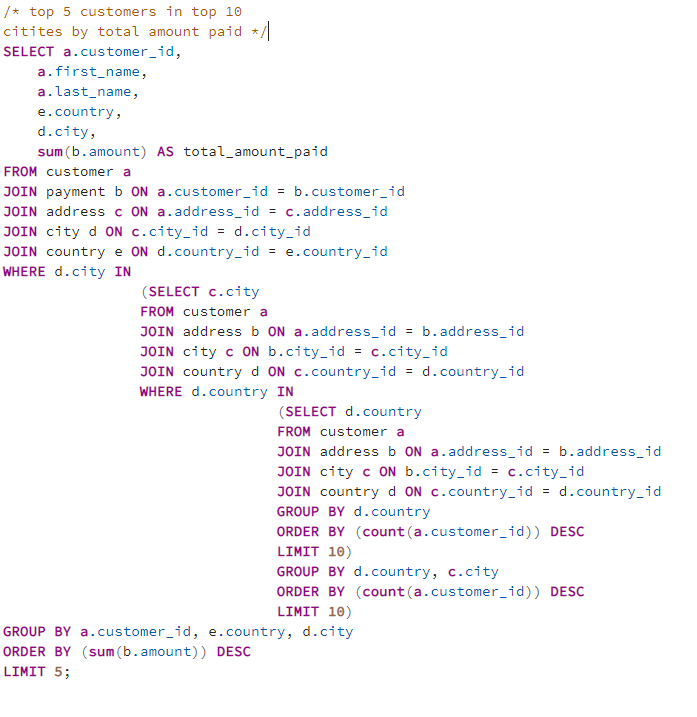 /* top 5 customers in top 10
citites by total amount paid */
SELECT a.customer_id,
a.first_name,
a.last_name,
e.country,
d.city,
sum(b.amount) AS total_amount_paid
FROM customer a
JOIN payment b ON a.customer_id = b.customer_id
JOIN address c ON a.address_id = c.address_id
JOIN city d ON c.city_id = d.city_id
JOIN country e ON d.country_id = e.country_id
WHERE d.city IN
(SELECT c.city
FROM customer a
JOIN address b ON a.address_id = b.address_id
JOIN city c ON b.city_id = c.city_id
JOIN country d ON c.country_id = d.country_id
WHERE d.country IN
(SELECT d.country
FROM customer a
JOIN address b ON a.address_id = b.address_id
JOIN city c ON b.city_id = c.city_id
JOIN country d ON c.country_id = d.country_id
GROUP BY d.country
ORDER BY (count(a.customer_id)) DESC
LIMIT 10)
GROUP BY d.country, c.city
ORDER BY (count(a.customer_id)) DESC
LIMIT 10)
GROUP BY a.customer_id, e.country, d.city
ORDER BY (sum(b.amount)) DESC
LIMIT 5;